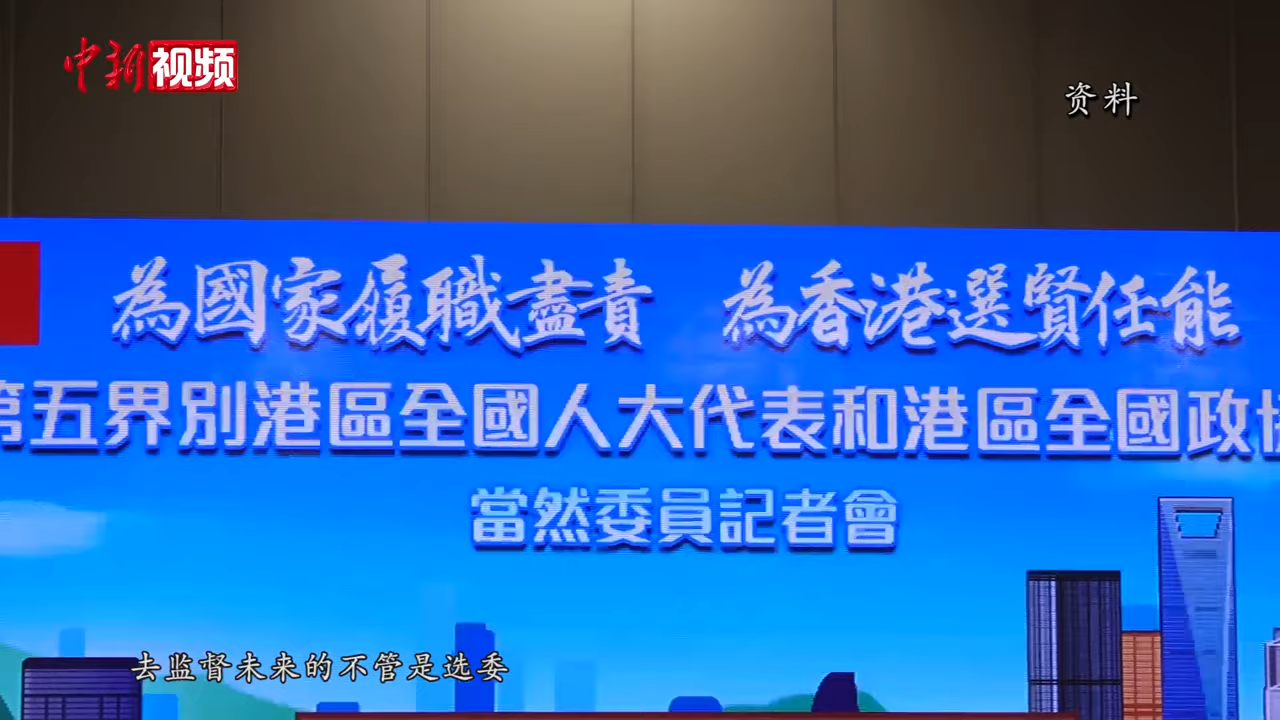 中新视频
资料
為國家履職盡責 為香港選賢任能
第五界別港區全國人大代表和港區全國政協
當然委員記者會
去监督未来的不管是选委